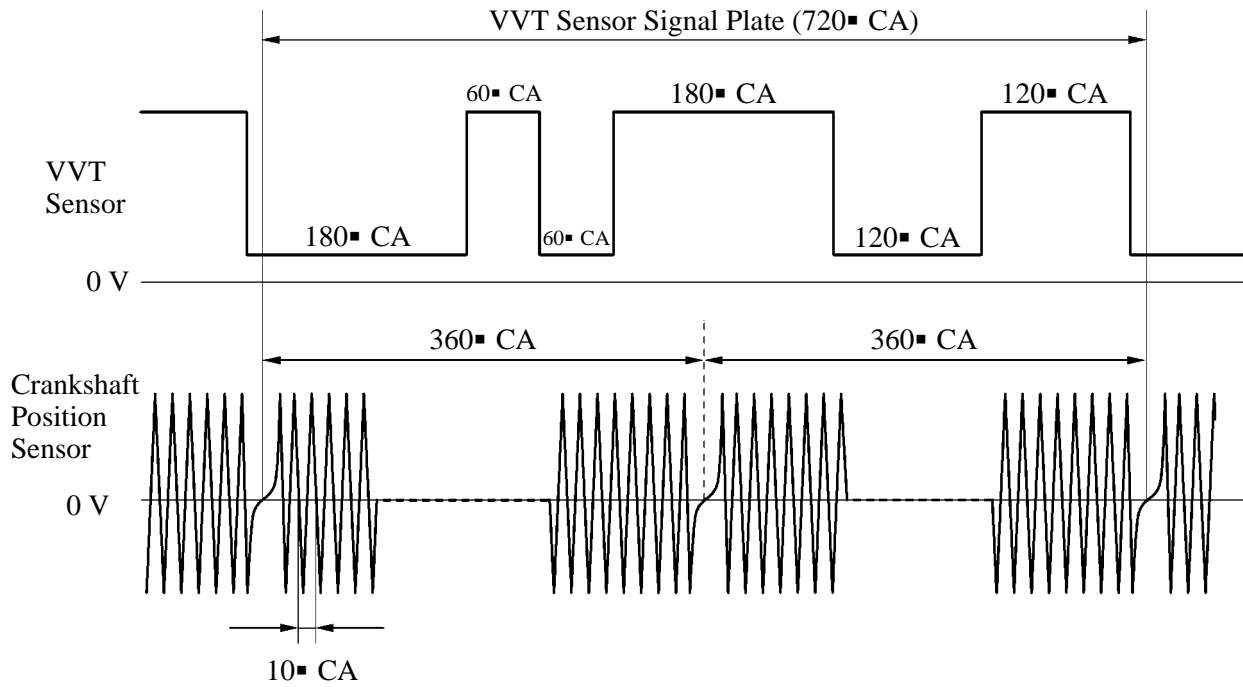 VVT Sensor Signal Plate (720■ CA)
60■ CA
180■ CA
120■ CA
VVT
Sensor
180■ CA
60■ CA
120■ CA
0 V
360■ CA
360■ CA
Crankshaft
Position
Sensor
0 V
10■ CA